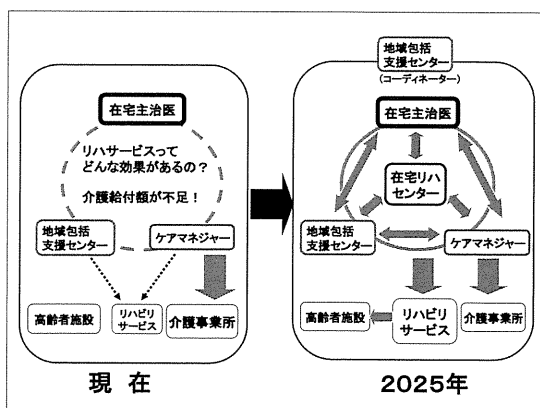 在宅主治医
リハサービスって
どんな効果があるの？
介護給付額が不足！
地域包括
支援センター
ケアマネジャー
高齢者施設
リハビリ
サービス
介護事業所
現 在
地域包括
支援センター
(コーディネーター)
在宅主治医
在宅リハ
センター
地域包括
支援センター
ケアマネジャー
高齢者施設
リハビリ
サービス
介護事業所
2025年